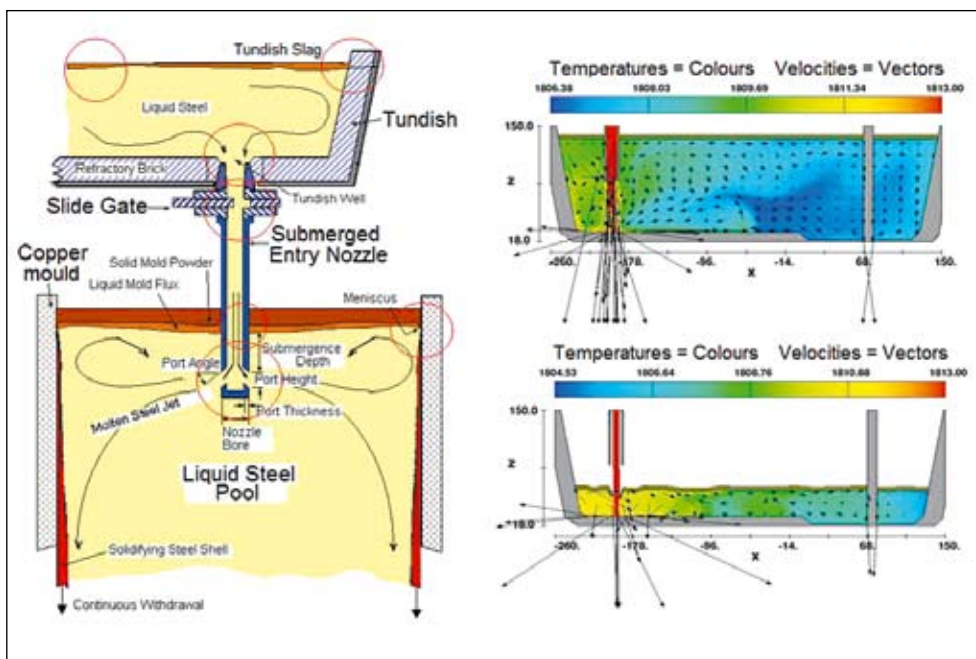 Tundish Slag
Liquid Steel
Tundish
Refractory Brick
Tundish Well
Slide Gate
Submerged
Entry Nozzle
Copper
mould
Solid Mold Powder
Liquid Mold Flux
Meniscus
Submergence
Depth
Port Angle
Port Height
Molten Steel Jet
Port Thickness
Nozzle
Bore
Liquid Steel
Pool
Solidifying Steel Shell
Continuous Withdrawal
Temperatures = Colours Velocities = Vectors
1806.38 1808.03 1809.69 1811.34 1813.00
150.0
Z
18.0
-260. -178. -96. -14. 68. 150.
X
Temperatures = Colours Velocities = Vectors
1804.53 1806.64 1808.76 1810.88 1813.00
150.0
Z
18.0
-260. -178. -96. -14. 68. 150.
X